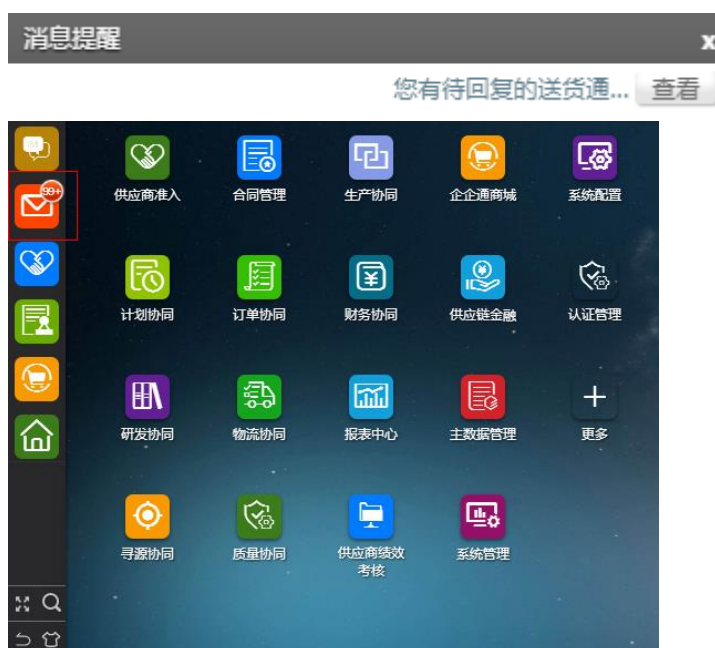 消息提醒 x
您有待回复的送货通... 查看
99+
供应商准入 合同管理 生产协同 企企通商城 系统配置
计划协同 订单协同 财务协同 供应链金融 认证管理
研发协同 物流协同 报表中心 主数据管理 更多
寻源协同 质量协同 供应商绩效 系统管理
考核